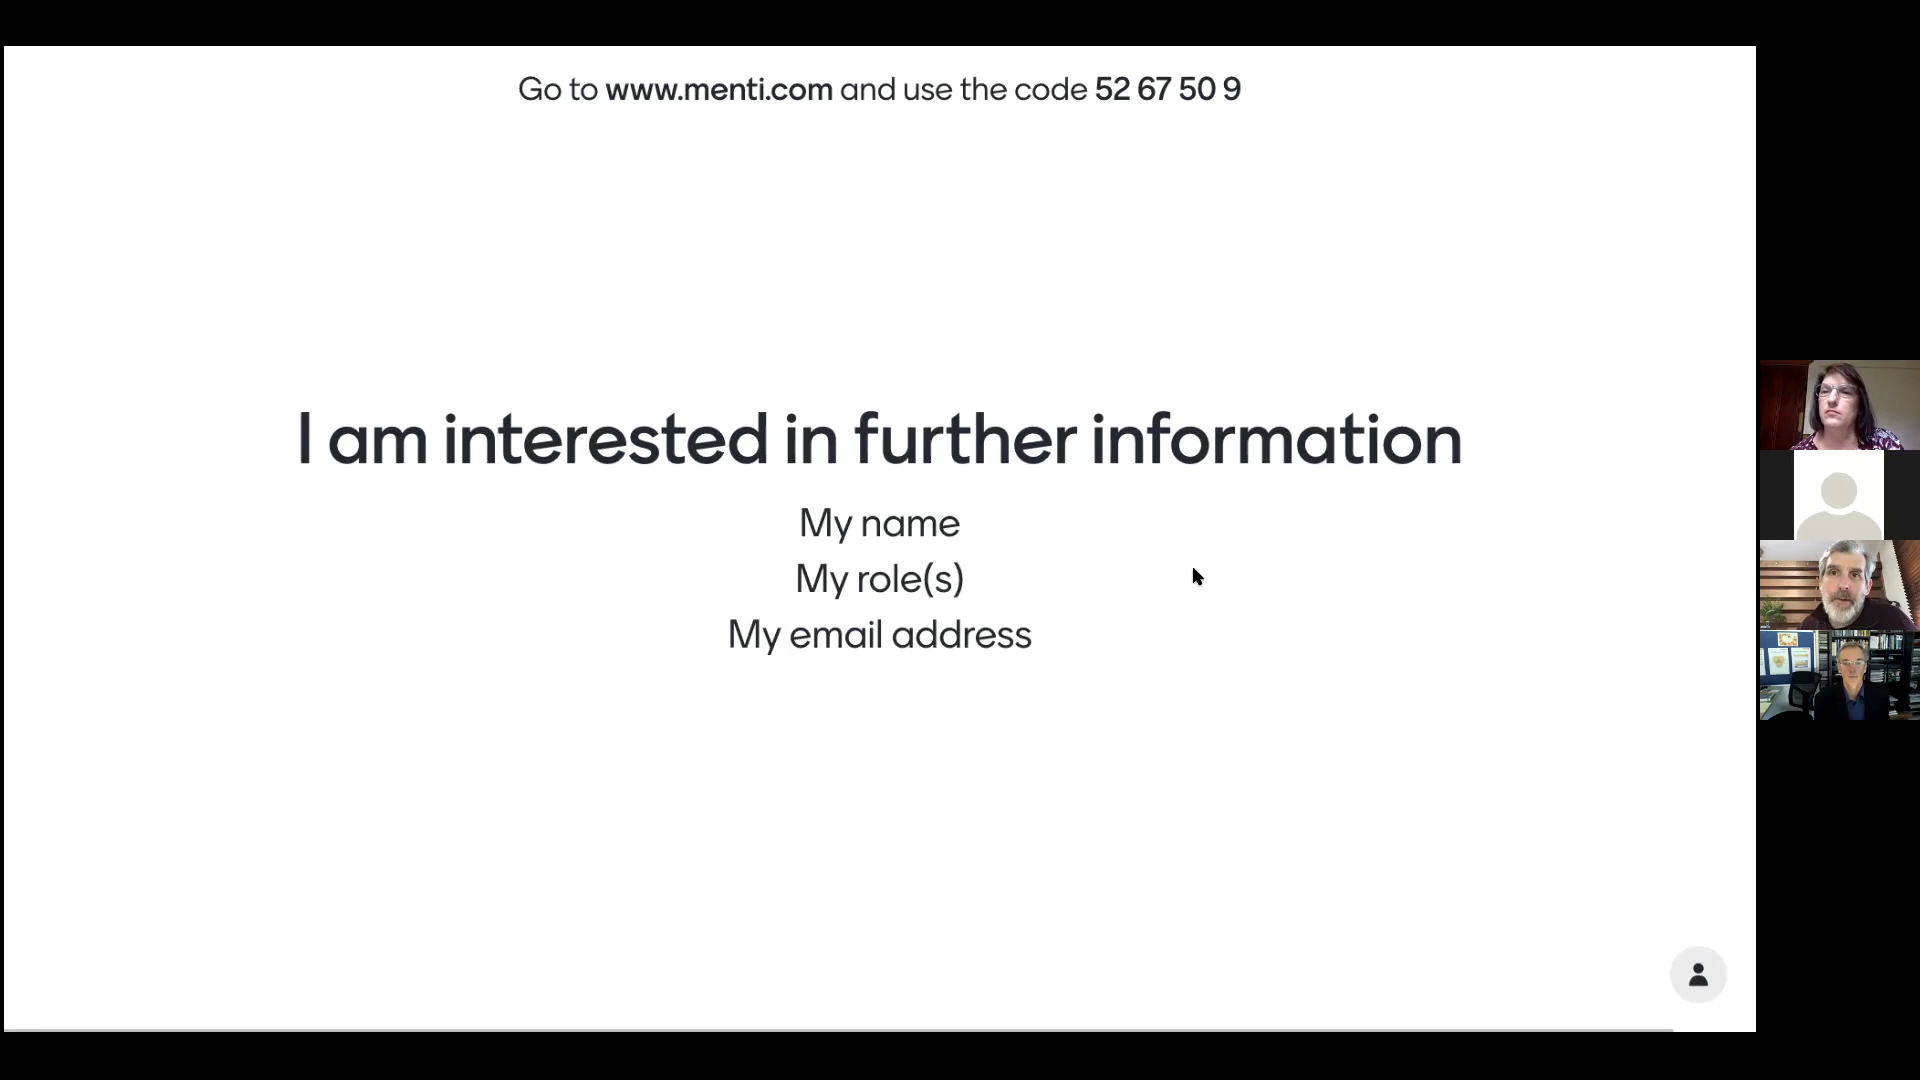 Go to www.menti.com and use the code 52 67 50 9
I am interested in further information
My name
My role(s)
My email address